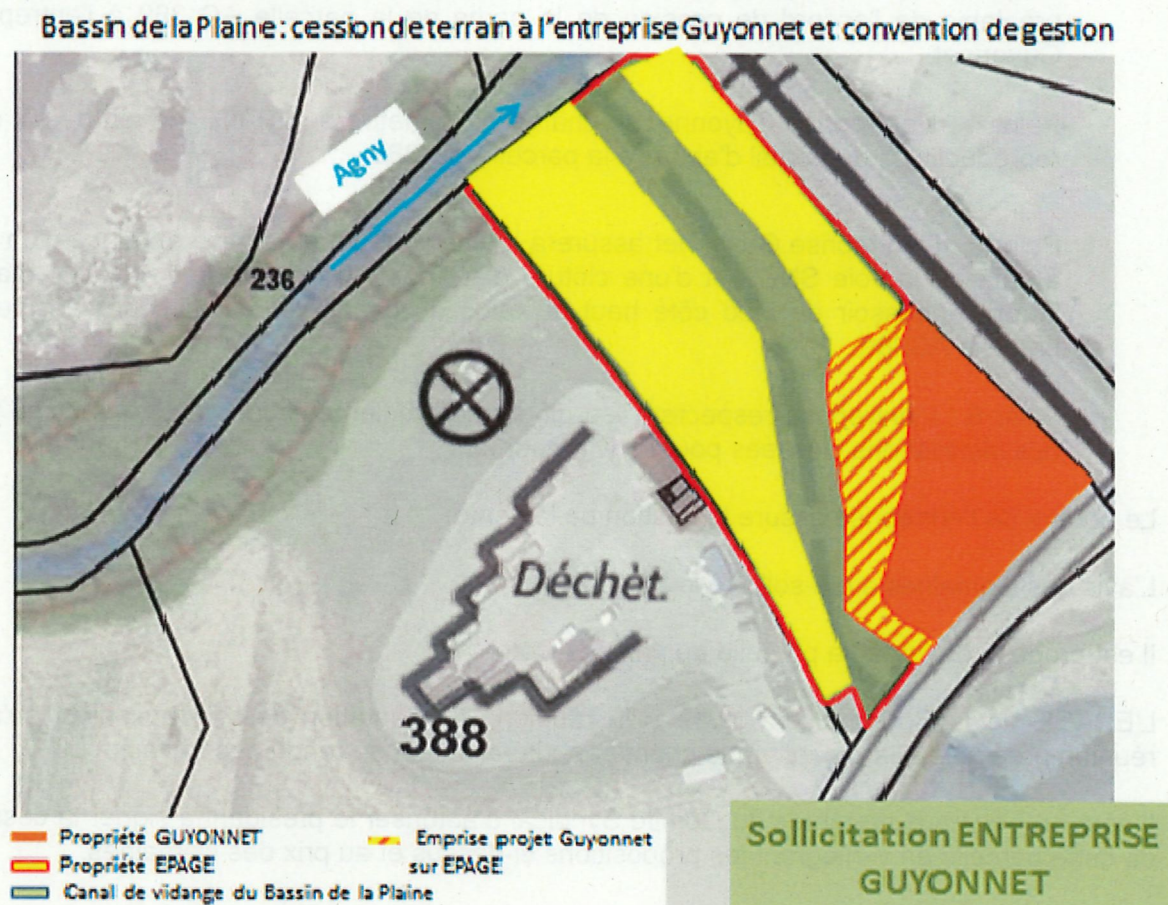 Bassin de la Plaine : cession de terrain à l'entreprise Guyonnet et convention de gestion
Agny
236
Déchèt.
388
Propriété GUYONNET
Emprise projet Guyonnet
sur EPAGE
Propriété EPAGE
Canal de vidange du Bassin de la Plaine
Sollicitation ENTREPRISE
GUYONNET